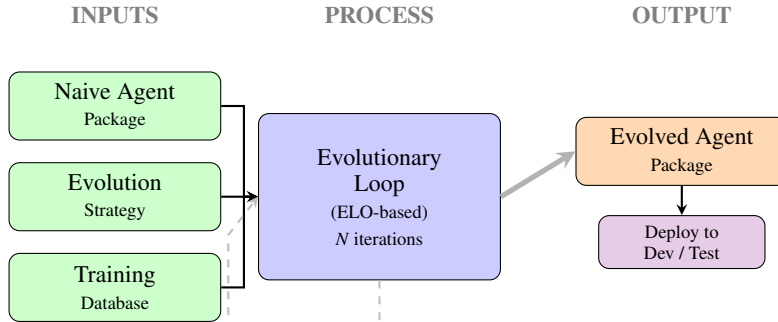 INPUTS
PROCESS
OUTPUT
Naive Agent
Package
Evolution
Strategy
Training
Database
Evolutionary
Loop
(ELO-based)
N iterations
Evolved Agent
Package
Deploy to
Dev / Test